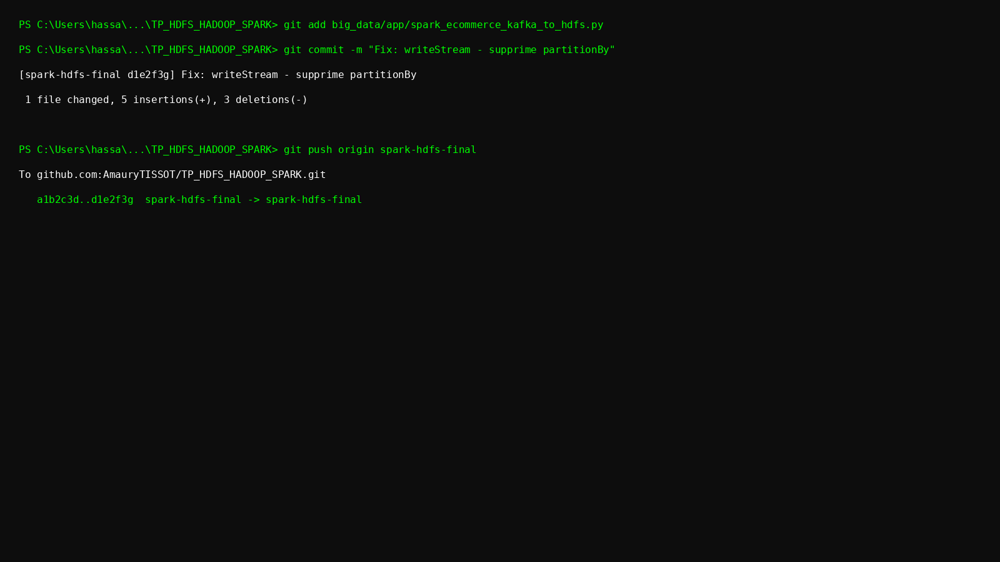 PS C:\Users\hassa\...\TP_HDFS_HADOOP_SPARK> git add big_data/app/spark_ecommerce_kafka_to_hdfs.py
PS C:\Users\hassa\...\TP_HDFS_HADOOP_SPARK> git commit -m "Fix: writeStream - supprime partitionBy"
[spark-hdfs-final d1e2f3g] Fix: writeStream - supprime partitionBy
 1 file changed, 5 insertions(+), 3 deletions(-)
PS C:\Users\hassa\...\TP_HDFS_HADOOP_SPARK> git push origin spark-hdfs-final
To github.com:AmauryTISSOT/TP_HDFS_HADOOP_SPARK.git
   a1b2c3d..d1e2f3g  spark-hdfs-final -> spark-hdfs-final